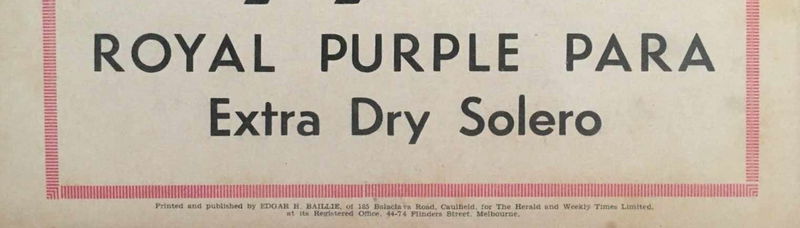 ROYAL PURPLE PARA
Extra Dry Solero
Printed and published by EDGAR H. BAILLIE, of 185 Balaclava Road, Caulfield, for The Herald and Weekly Times Limited,
at its Registered Office, 44-74 Flinders Street, Melbourne.